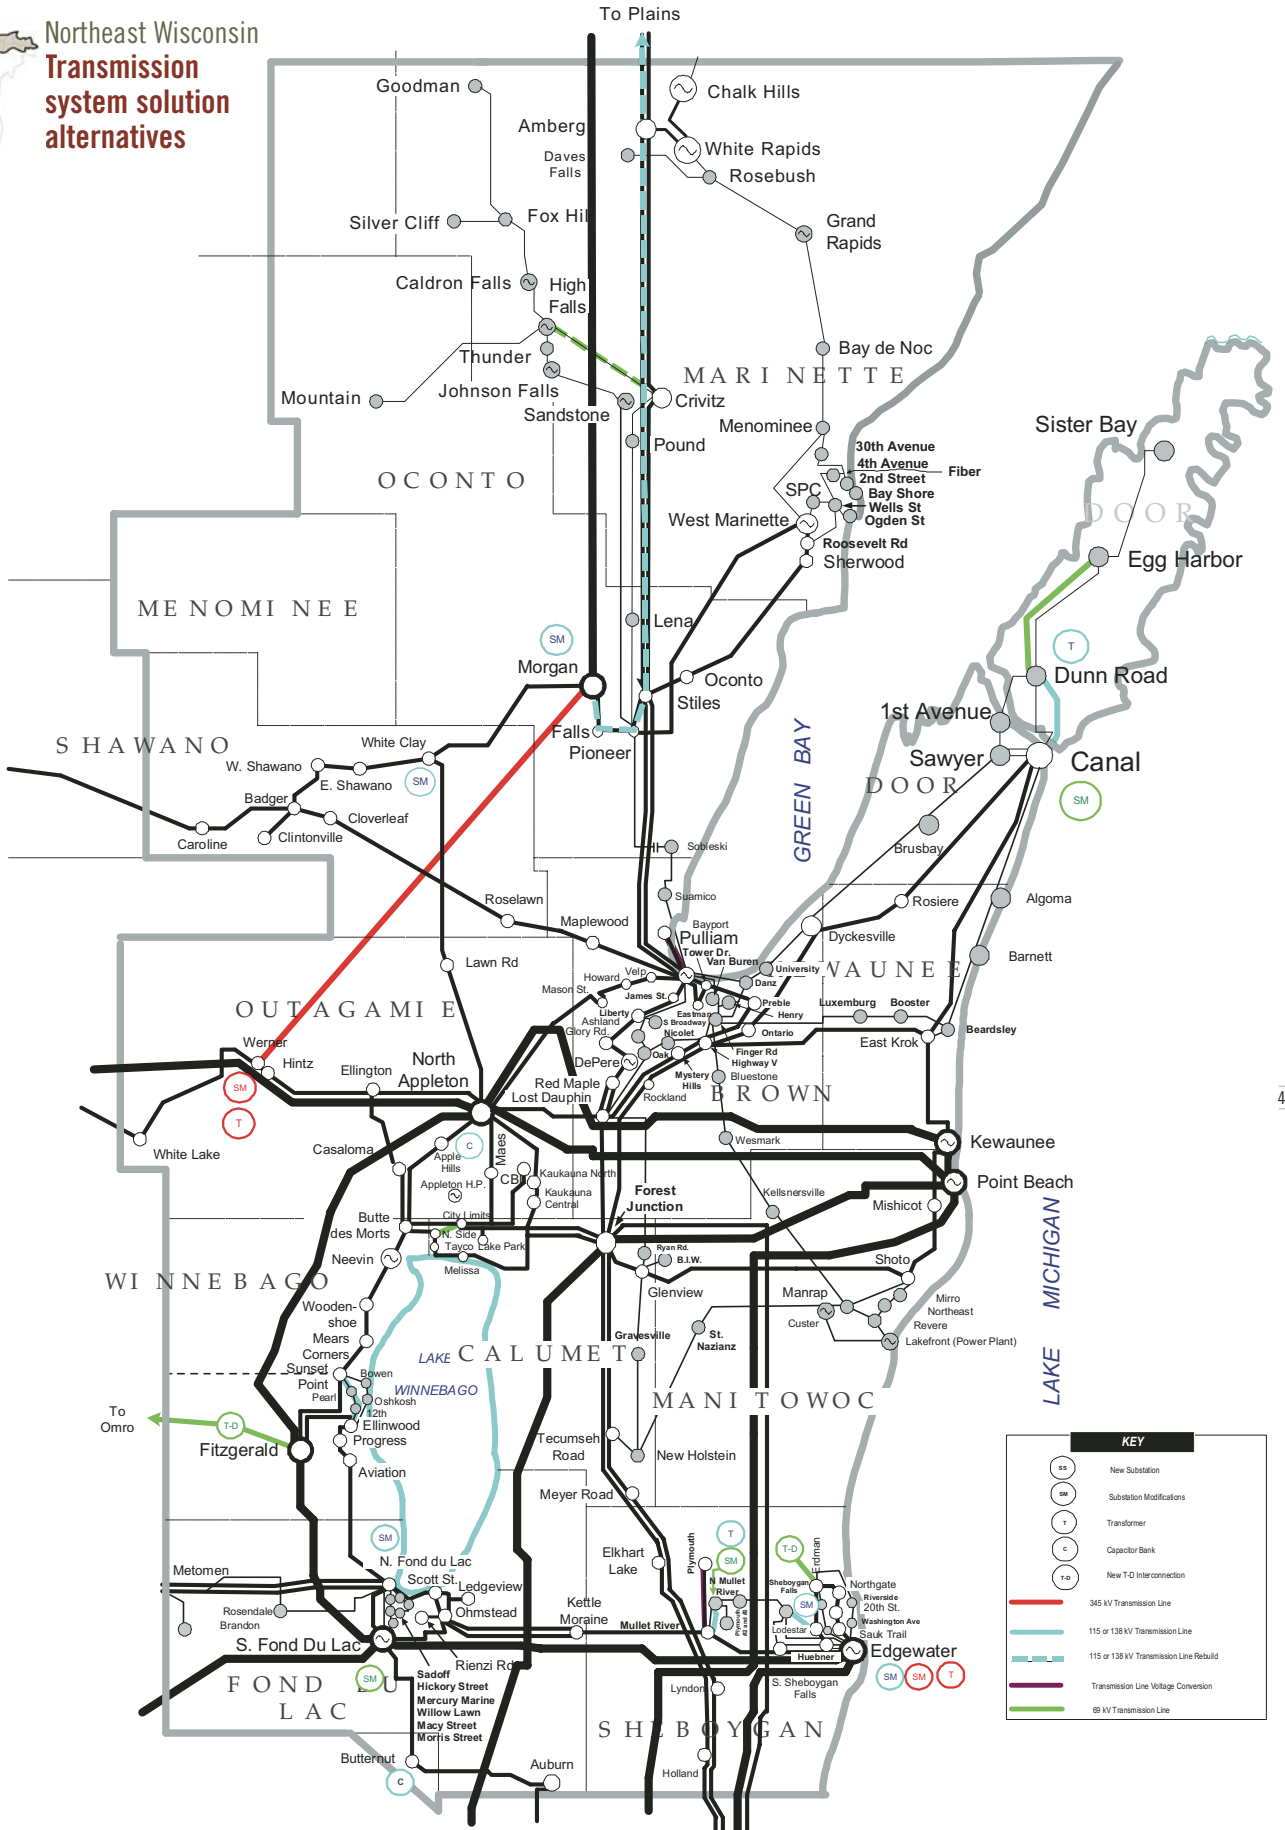 To Plains
Northeast Wisconsin
Transmission
system solution
alternatives
Goodman
Chalk Hills
Amberg
White Rapids
Daves
Falls
Rosebush
Silver Cliff
Fox Hil
Grand
Rapids
Caldron Falls
High
Falls
Thunder
Bay de Noc
MARINETTE
Johnson Falls
Mountain
Sandstone
Crivitz
Menominee
Sister Bay
Pound
30th Avenue
4th Avenue
Fiber
OCONTO
2nd Street
SPC
Bay Shore
Wells St
DOOR
West Marinette
Ogden St
Roosevelt Rd
Sherwood
Egg Harbor
MENOMINEE
Lena
SM
T
Morgan
Oconto
Dunn Road
Stiles
1st Avenue
Falls
Pioneer
SHAWANO
White Clay
GREEN BAY
Sawyer
Canal
W. Shawano
E. Shawano
SM
DOOR
SM
Badger
Cloverleaf
Caroline
Clintonville
Sobieski
Brusbay
Roselawn
Suamico
Rosiere
Algoma
Maplewood
Bayport
Pulliam
Dyckesville
Tower Dr.
Van Buren
Barnett
Lawn Rd
Howard
Velp
University
WAUNEE
Danz
Mason St.
James St.
Preble
Luxemburg
Booster
OUTAGAMIE
Liberty
Eastman
Henry
Ashland
S Broadway
Glory Rd.
Nicolet
Ontario
Beardsley
Werner
East Krok
Hintz
North
Appleton
DePere
Oak
Finger Rd
Highway V
Ellington
Mystery
Hills
Bluestone
SM
Red Maple
Lost Dauphin
Rockland
BROWN
T
White Lake
Casaloma
C
Maes
Wesmark
Kewaunee
Apple
Hills
CBI
Kaukauna North
Point Beach
Appleton H.P.
Kaukauna
Central
Forest
Junction
Kellsnersville
Mishicot
Butte
des Morts
City Limits
N. Side
Tayco
Lake Park
Ryan Rd.
B.I.W.
Neevin
Melissa
Shoto
WINNEBAGO
Glenview
Manrap
LAKE MICHIGAN
Wooden-
shoe
Mirro
Northeast
Mears
Corners
Custer
Revere
Gravesville
St.
Nazianz
Lakefront (Power Plant)
LAKE
WINNEBAGO
CALUMET
Sunset
Point
Bowen
Pearl
Oshkosh
12th
MANITOWOC
To
Omro
T-D
Ellinwood
Progress
Fitzgerald
Tecumseh
Road
New Holstein
Aviation
Meyer Road
KEY
SS
New Substation
SM
Substation Modifications
T
Transformer
C
Capacitor Bank
T-D
New T-D Interconnection
345 kV Transmission Line
115 or 138 kV Transmission Line
115 or 138 kV Transmission Line Rebuild
Transmission Line Voltage Conversion
69 kV Transmission Line
SM
T
Plymouth
SM
T-D
Erdman
Elkhart
Lake
N. Fond du Lac
Metomen
Scott St.
Ledgeview
N Mullet
River
Sheboygan
Falls
Northgate
Riverside
SM
20th St.
Rosendale
Brandon
Ohmstead
Kettle
Moraine
Mullet River
Plymouth
#2 and #3
Lodestar
Washington Ave
Sauk Trail
S. Fond Du Lac
Huebner
Edgewater
Rienzi Rd
SM
FOND DU
LAC
Sadoff
Hickory Street
Mercury Marine
Willow Lawn
Macy Street
Morris Street
Lyndon
S. Sheboygan
Falls
SM
SM
T
SHEBOYGAN
Butternut
C
Auburn
Holland
4